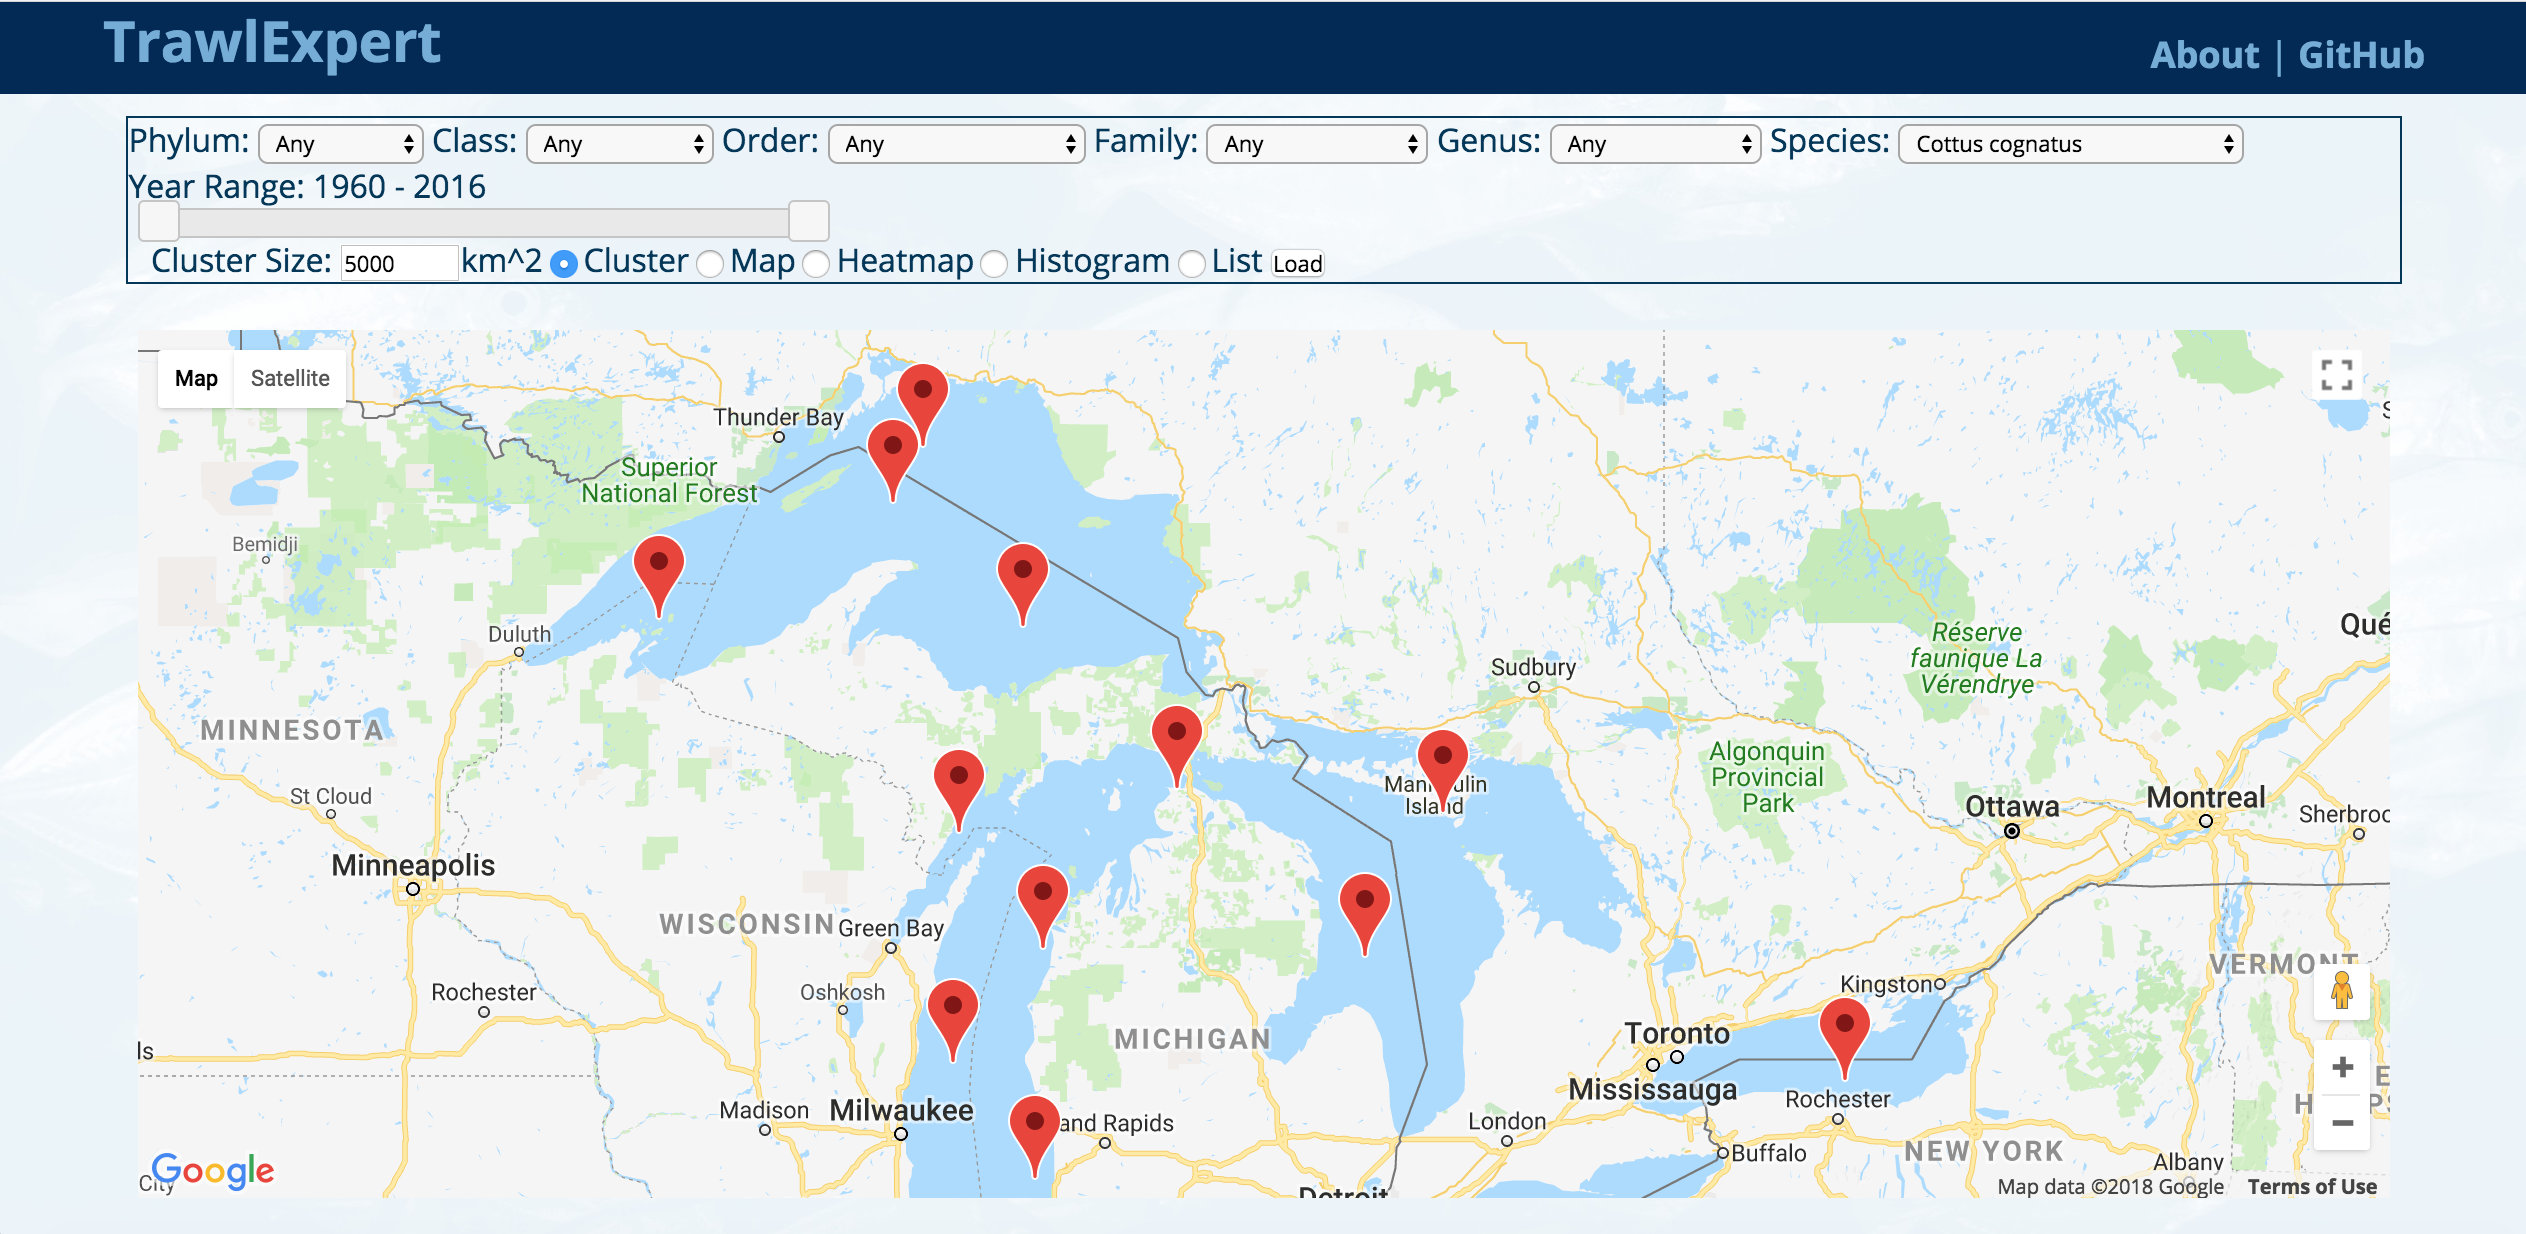 TrawlExpert
About | GitHub
Phylum: Any Class: Any Order: Any Family: Any Genus: Any Species: Cottus cognatus
Year Range: 1960 - 2016
Cluster Size: 5000 km^2 Cluster Map Heatmap Histogram List Load
Map Satellite
Thunder Bay
Superior
National Forest
Bemidji
Duluth
Réserve
faunique La
Vérendrye
Qué
Sudbury
MINNESOTA
Algonquin
Provincial
Park
St Cloud
Island
Ottawa
Montreal
Sherbroo
Minneapolis
WISCONSIN
Green Bay
VERMONT
Rochester
Oshkosh
Kingston
MICHIGAN
Toronto
ls
Mississauga
Rochester
Madison
Milwaukee
and Rapids
London
Buffalo
NEW YORK
Albany
Google
City
Detroit
Map data ©2018 Google Terms of Use